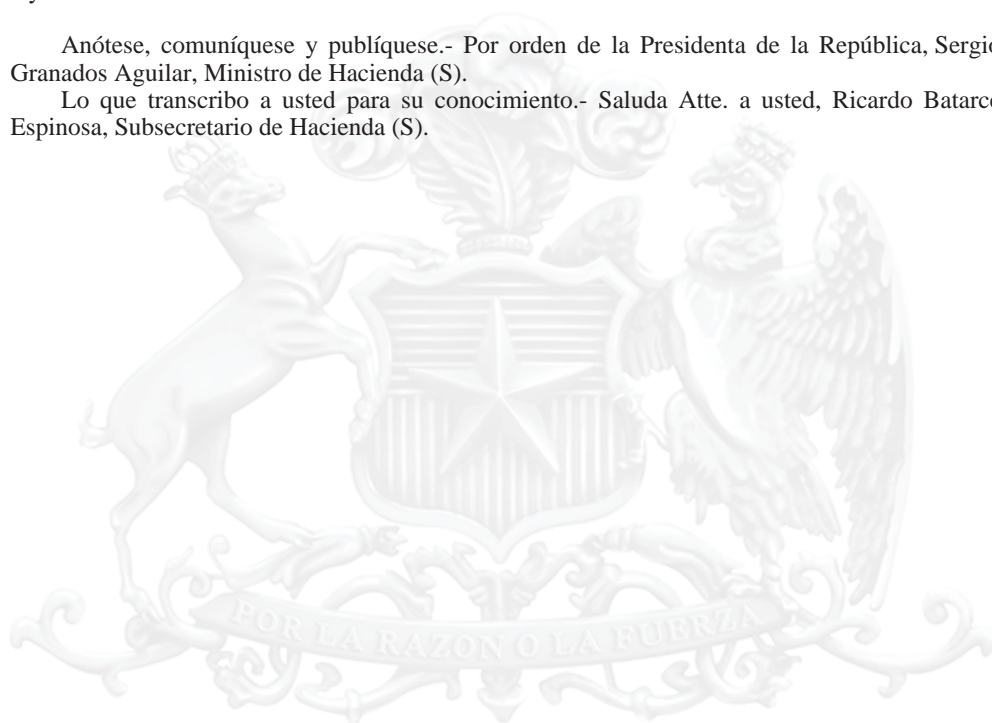 Anótese, comuníquese y publíquese.- Por orden de la Presidenta de la República, Sergio
Granados Aguilar, Ministro de Hacienda (S).
Lo que transcribo a usted para su conocimiento.- Saluda Atte. a usted, Ricardo Batarce
Espinosa, Subsecretario de Hacienda (S).
POR LA RAZON O LA FUERZA